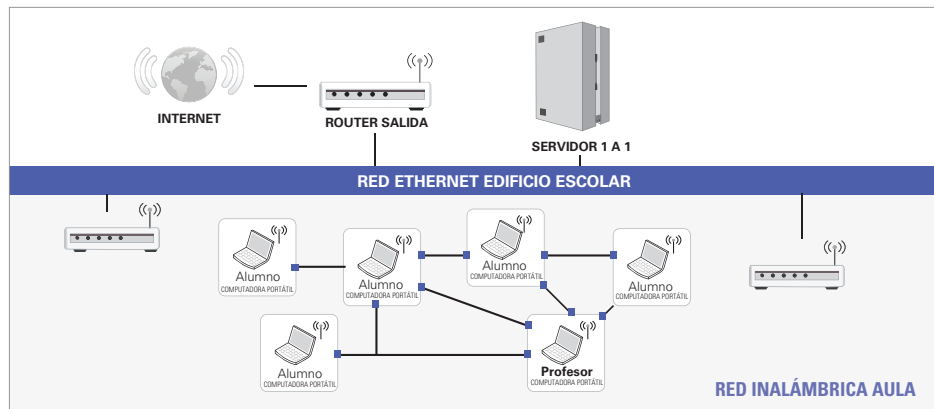 INTERNET
ROUTER SALIDA
SERVIDOR 1 A 1
RED ETHERNET EDIFICIO ESCOLAR
Alumno
COMPUTADORA PORTÁTIL
Alumno
COMPUTADORA PORTÁTIL
Alumno
COMPUTADORA PORTÁTIL
Alumno
COMPUTADORA PORTÁTIL
Alumno
COMPUTADORA PORTÁTIL
Profesor
COMPUTADORA PORTÁTIL
RED INALÁMBRICA AULA